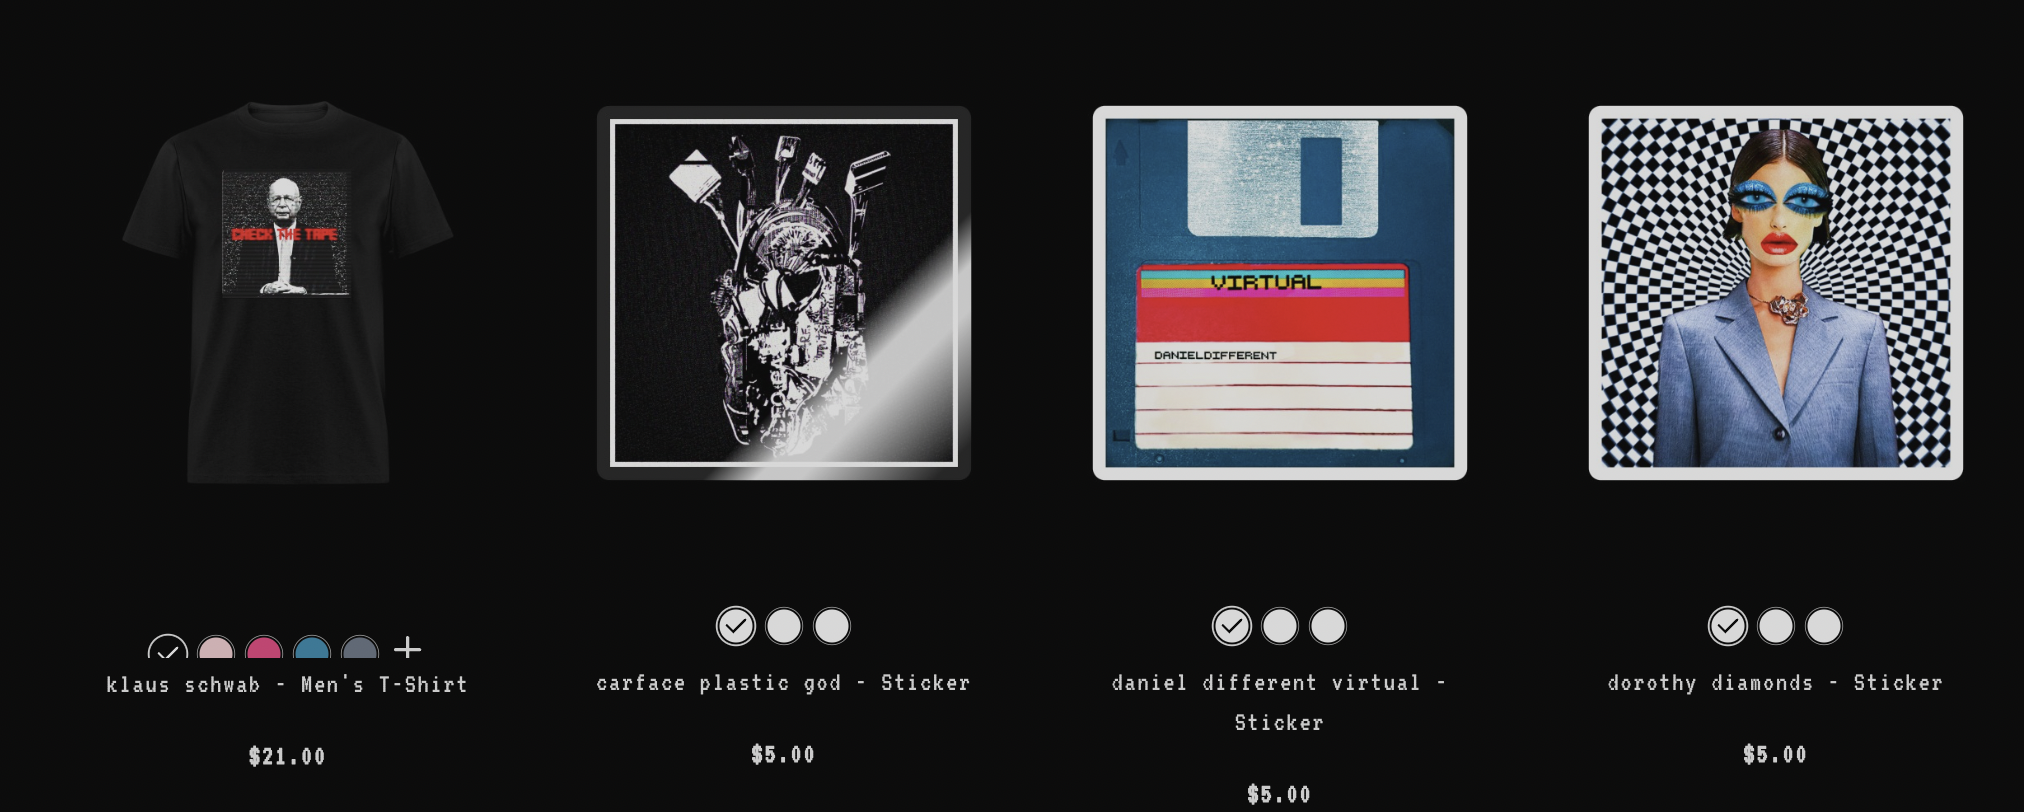 CHECK THE TAPE
klaus schwab - Men's T-Shirt
$21.00
carface plastic god - Sticker
$5.00
VIRTUAL
DANIELDIFFERENT
daniel different virtual -
Sticker
$5.00
dorothy diamonds - Sticker
$5.00